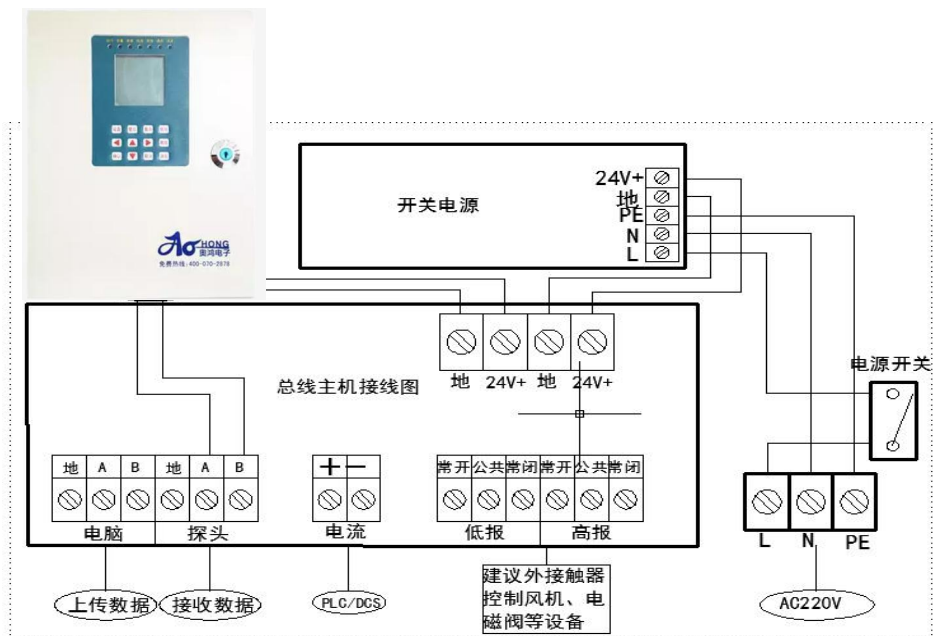 Ao HONG
奥鸿电子
免费热线:400-070-2678
开关电源
24V+
地
PE
N
L
电源开关
总线主机接线图
地 24V+ 地 24V+
地 A B 地 A B
+ -
常开 公共 常闭 常开 公共 常闭
电脑 探头 电流 低报 高报
L N PE
上传数据 接收数据 PLC/DCS
建议外接触器
控制风机、电
磁阀等设备
AC220V